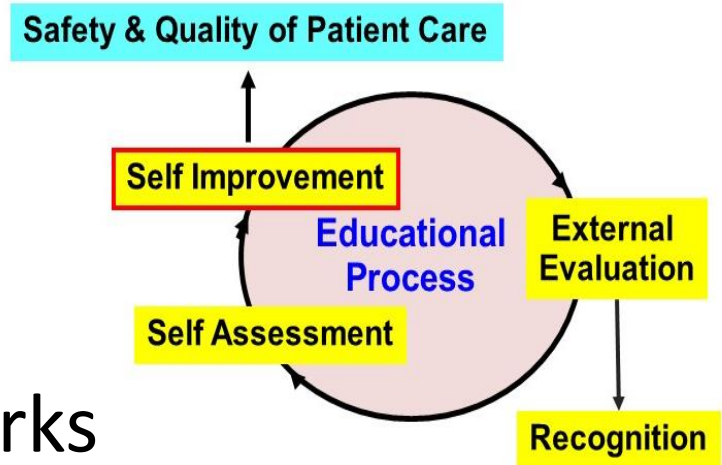 Safety & Quality of Patient Care
Self Improvement
Educational
Process
External
Evaluation
Self Assessment
rks
Recognition